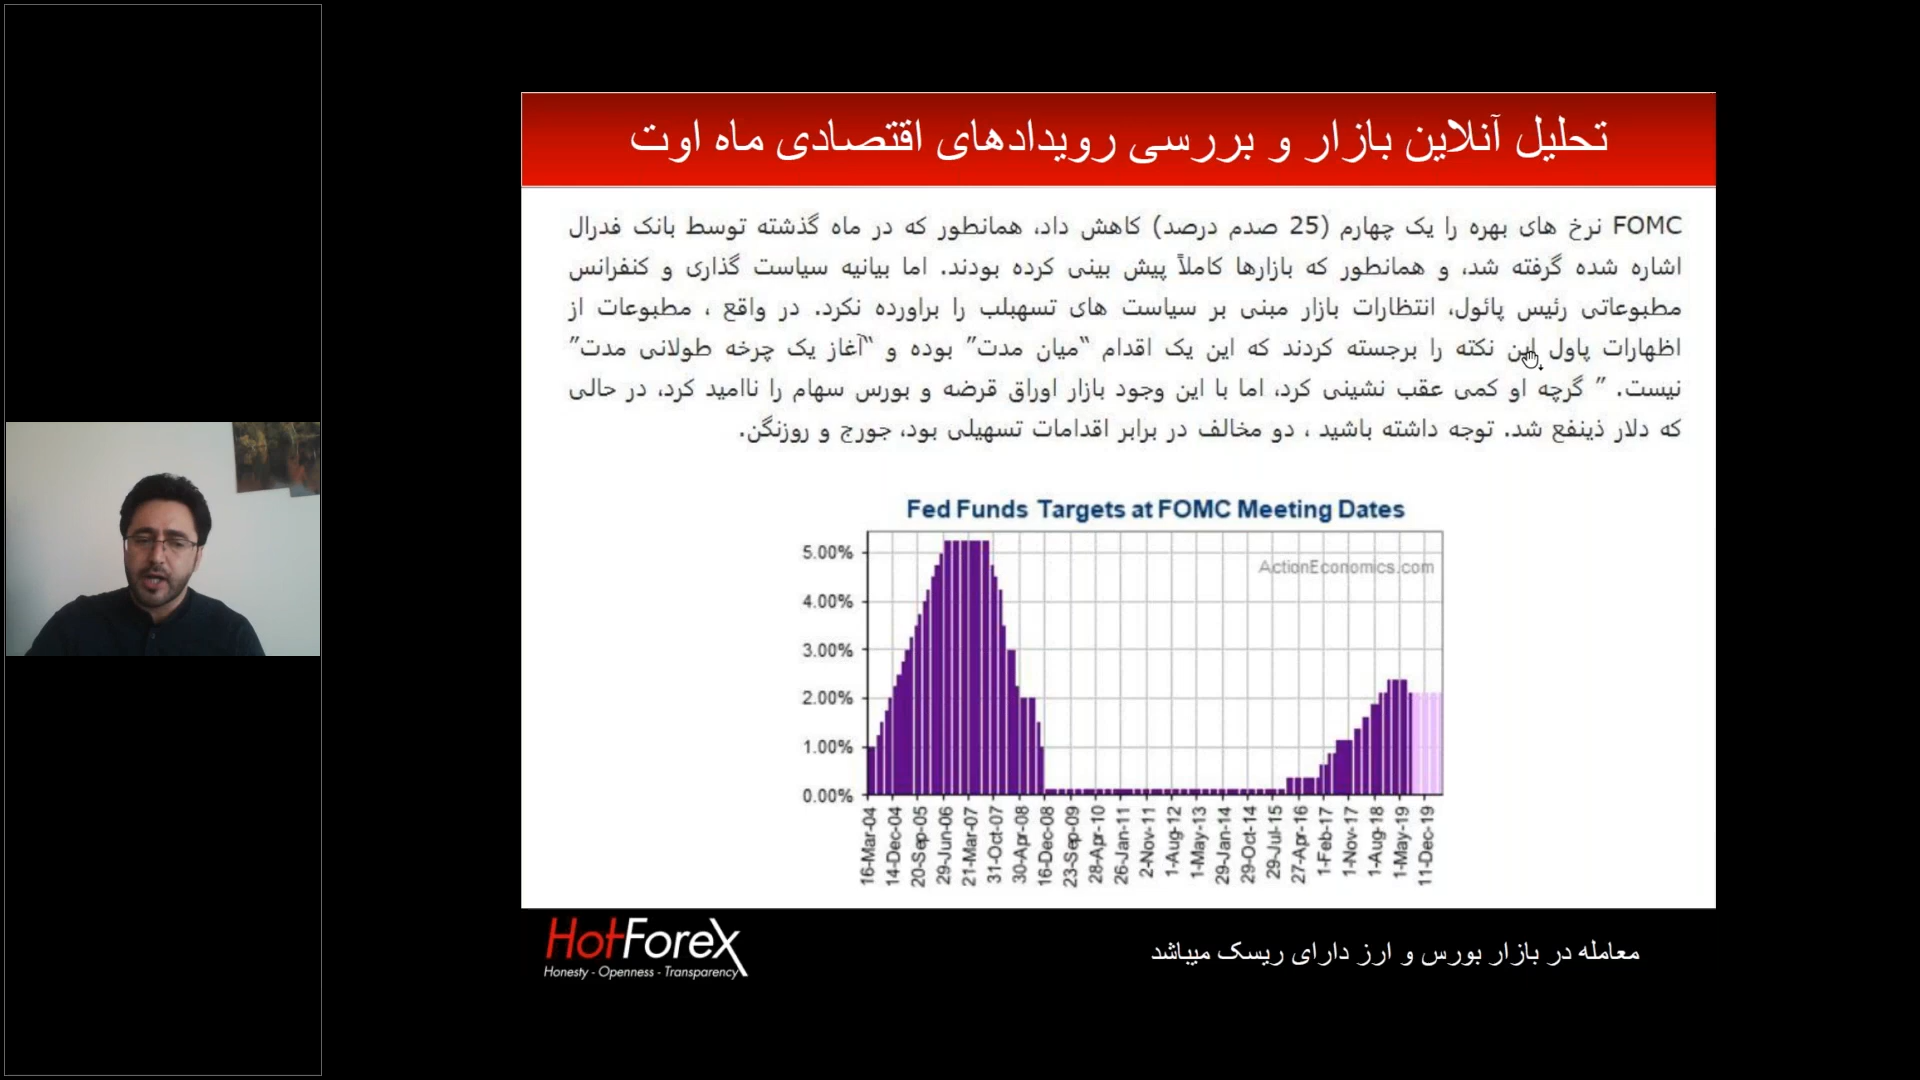 تحلیل آنلاین بازار و بررسی رویدادهای اقتصادی ماه اوت
FOMC نرخ های بهره را یک چهارم (25 صدم درصد) کاهش داد، همانطور که در ماه گذشته توسط بانک فدرال
اشاره شده گرفته شد، و همانطور که بازارها کاملاً پیش بینی کرده بودند. اما بیانیه سیاست گذاری و کنفرانس
مطبوعاتی رئیس پائول، انتظارات بازار مبنی بر سیاست های تسهبلب را براورده نکرد. در واقع ، مطبوعات از
اظهارات پاول این نکته را برجسته کردند که این یک اقدام “میان مدت” بوده و “آغاز یک چرخه طولانی مدت”
نیست. ” گرچه او کمی عقب نشینی کرد، اما با این وجود بازار اوراق قرضه و بورس سهام را ناامید کرد، در حالی
که دلار ذینفع شد. توجه داشته باشید ، دو مخالف در برابر اقدامات تسهیلی بود، جورج و روزنگن.
Fed Funds Targets at FOMC Meeting Dates
ActionEconomics.com
5.00%
4.00%
3.00%
2.00%
1.00%
0.00%
16-Mar-04
14-Dec-04
20-Sep-05
29-Jun-06
21-Mar-07
31-Oct-07
30-Apr-08
16-Dec-08
23-Sep-09
28-Apr-10
26-Jan-11
2-Nov-11
1-Aug-12
1-May-13
29-Jan-14
29-Oct-14
29-Jul-15
27-Apr-16
1-Feb-17
1-Nov-17
1-Aug-18
1-May-19
11-Dec-19
HotForex
Honesty - Openness - Transparency
معامله در بازار بورس و ارز دارای ریسک میباشد